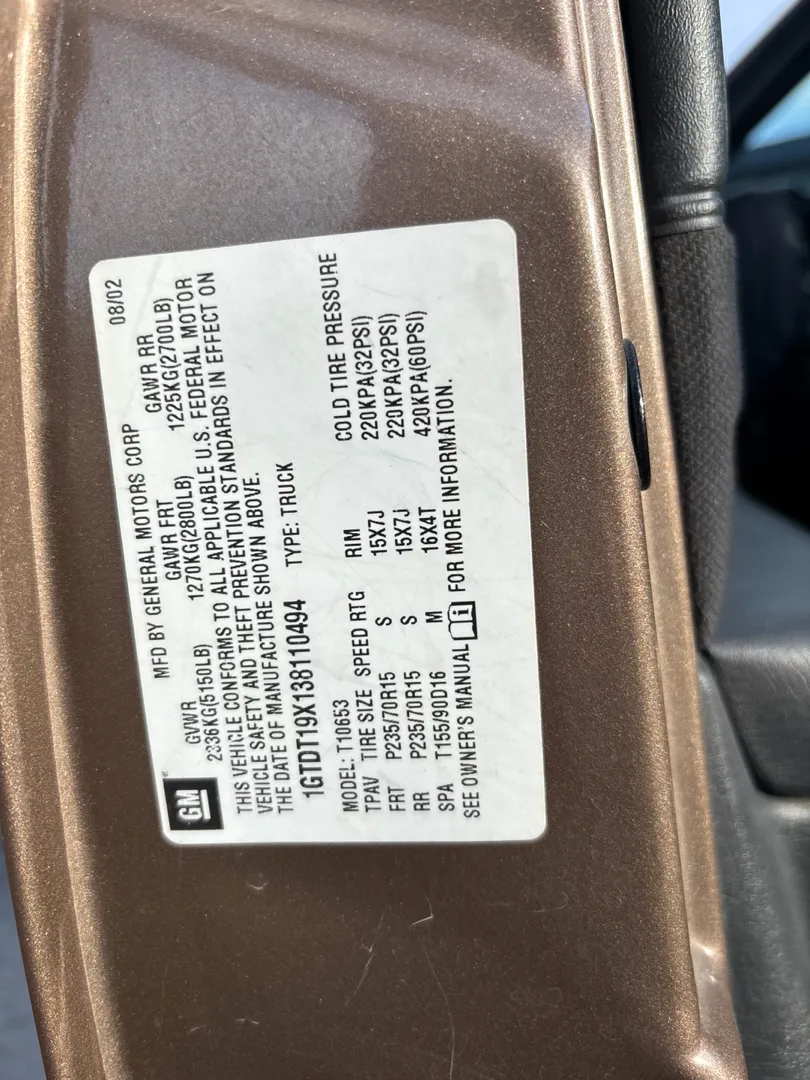 GM
MFD BY GENERAL MOTORS CORP 08/02
GVWR GAWR FRT GAWR RR
2336KG(5150LB) 1270KG(2800LB) 1225KG(2700LB)
THIS VEHICLE CONFORMS TO ALL APPLICABLE U.S. FEDERAL MOTOR
VEHICLE SAFETY AND THEFT PREVENTION STANDARDS IN EFFECT ON
THE DATE OF MANUFACTURE SHOWN ABOVE.
1GTDT19X138110494 TYPE: TRUCK
MODEL: T10653
TPAV TIRE SIZE SPEED RTG RIM COLD TIRE PRESSURE
FRT P235/70R15 S 15X7J 220KPA(32PSI)
RR P235/70R15 S 15X7J 220KPA(32PSI)
SPA T155/90D16 M 16X4T 420KPA(60PSI)
SEE OWNER'S MANUAL i FOR MORE INFORMATION.